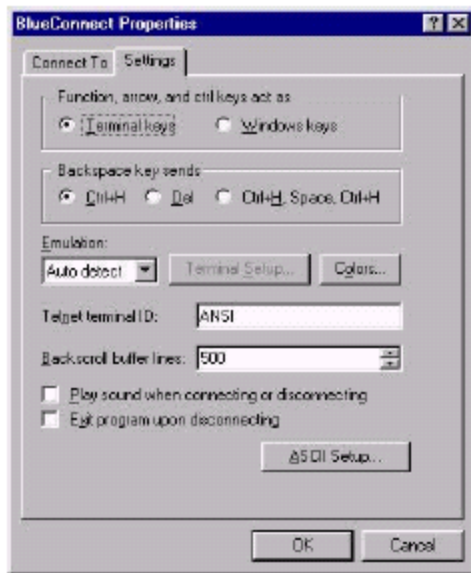 BlueConnect Properties
Connect To Settings
Function, arrow, and ctrl keys act as
Terminal keys Windows keys
Backspace key sends
Ctrl+H Del Ctrl+H, Space, Ctrl+H
Emulation:
Auto detect Terminal Setup... Colors...
Telnet terminal ID: ANSI
Backscroll buffer lines: 500
Play sound when connecting or disconnecting
Exit program upon disconnecting
ASCII Setup...
OK Cancel